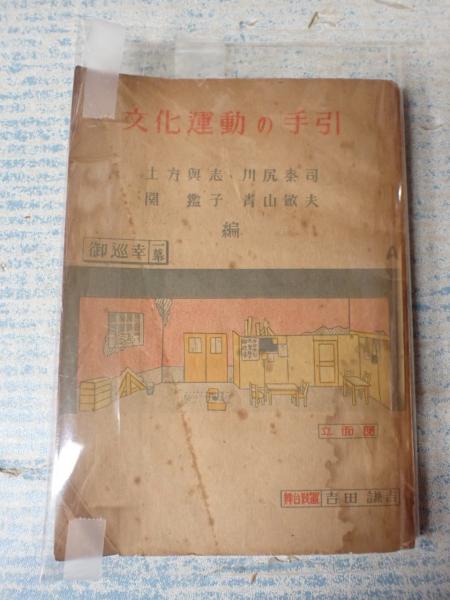 文化運動の手引
土方與志・川尻泰司
関 鑑子 青山敏夫
編
御巡幸 一幕
立面図
舞台装置 吉田謙吉